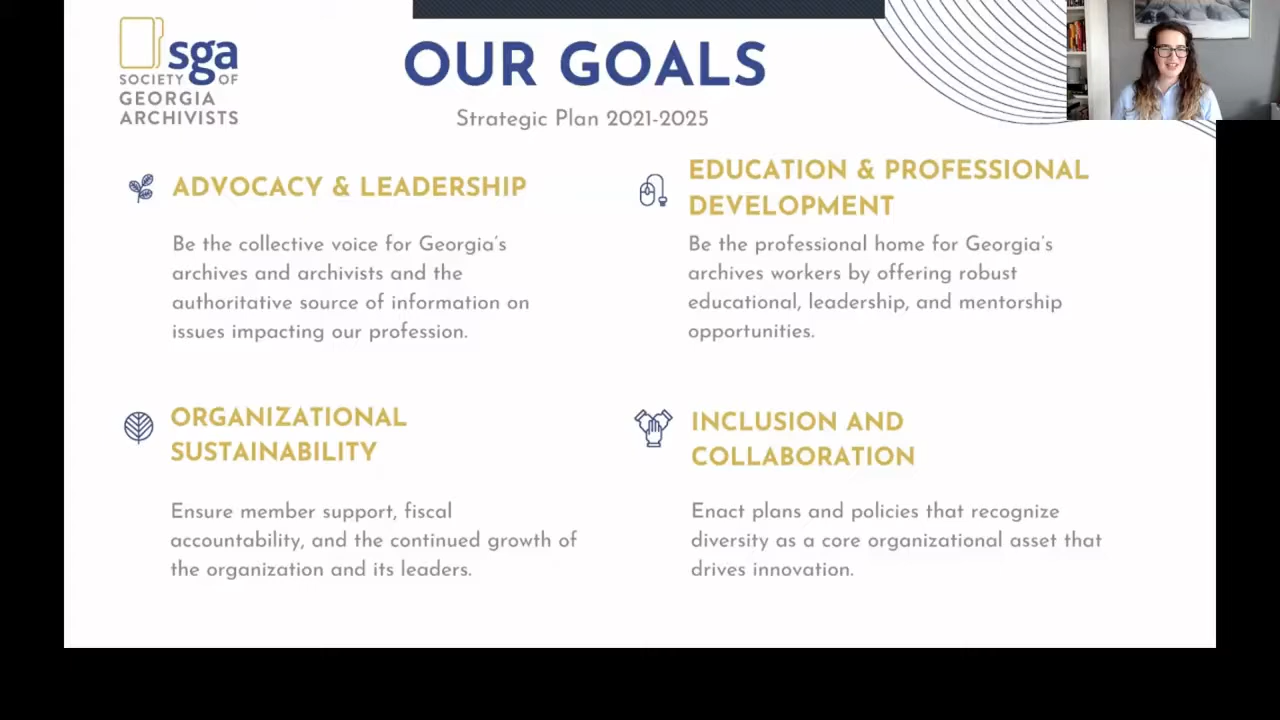 sga
SOCIETY OF
GEORGIA
ARCHIVISTS
OUR GOALS
Strategic Plan 2021-2025
ADVOCACY & LEADERSHIP
Be the collective voice for Georgia's
archives and archivists and the
authoritative source of information on
issues impacting our profession.
EDUCATION & PROFESSIONAL
DEVELOPMENT
Be the professional home for Georgia's
archives workers by offering robust
educational, leadership, and mentorship
opportunities.
ORGANIZATIONAL
SUSTAINABILITY
Ensure member support, fiscal
accountability, and the continued growth of
the organization and its leaders.
INCLUSION AND
COLLABORATION
Enact plans and policies that recognize
diversity as a core organizational asset that
drives innovation.